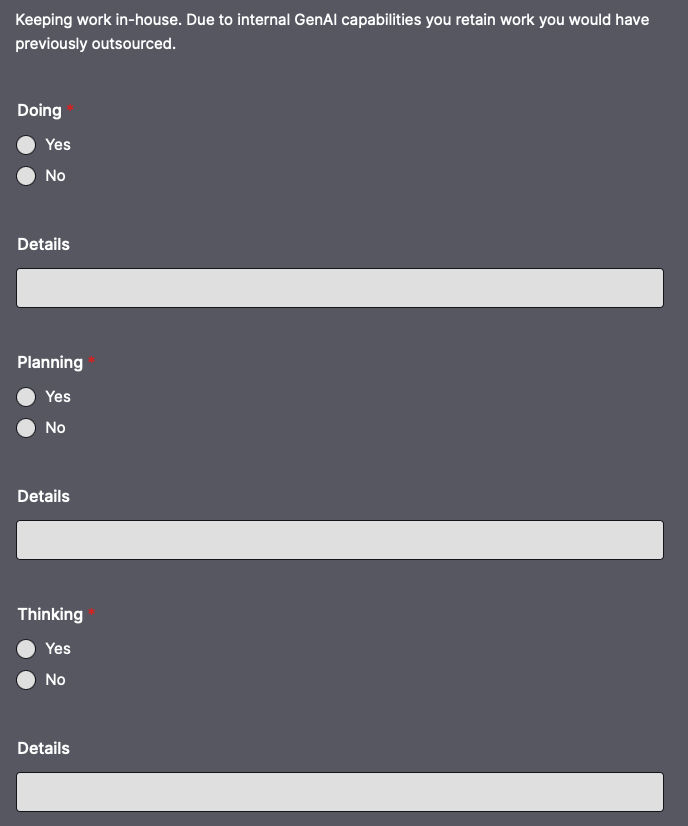 Keeping work in-house. Due to internal GenAI capabilities you retain work you would have
previously outsourced.
Doing *
Yes
No
Details
Planning *
Yes
No
Details
Thinking *
Yes
No
Details